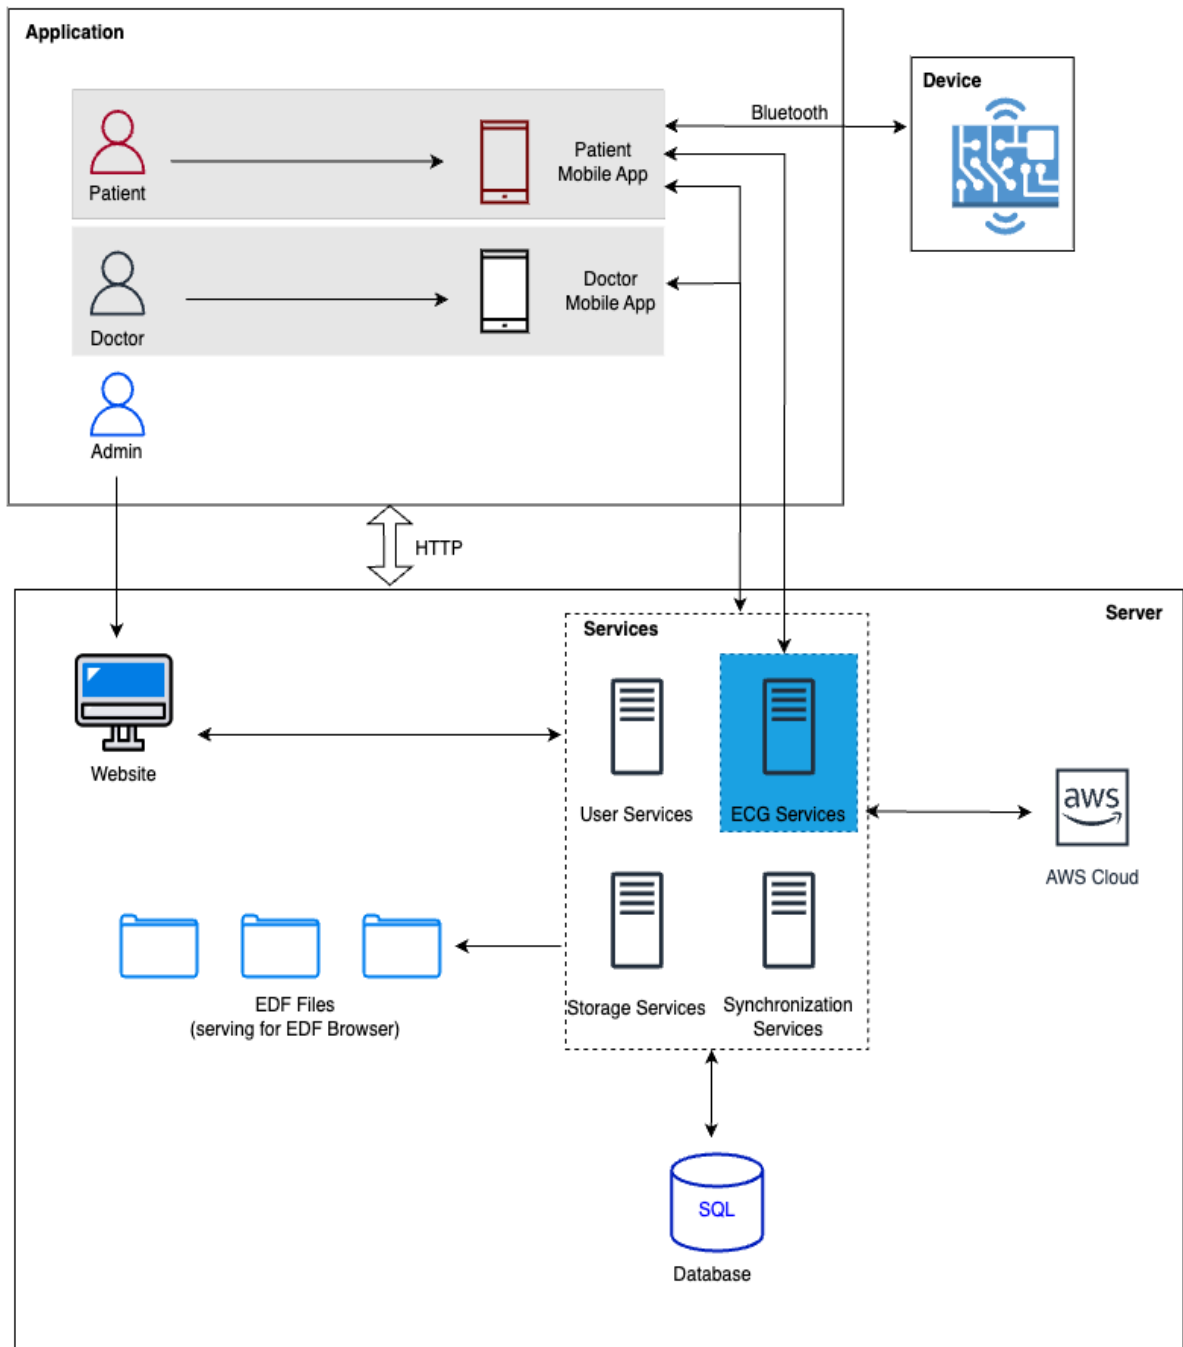 Application
Device
Bluetooth
Patient
Mobile App
Patient
Doctor
Mobile App
Doctor
Admin
HTTP
Server
Services
Website
User Services
ECG Services
aws
AWS Cloud
EDF Files
(serving for EDF Browser)
Storage Services
Synchronization
Services
SQL
Database